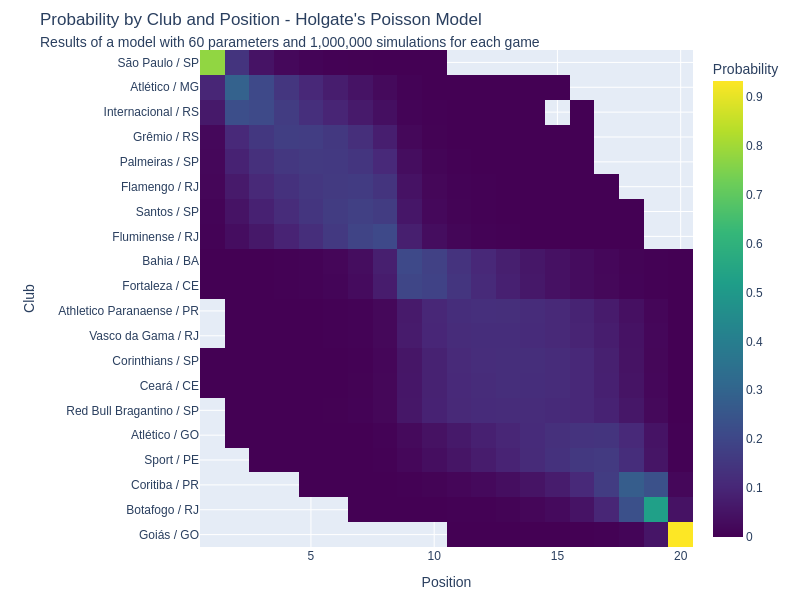 Probability by Club and Position - Holgate's Poisson Model
Results of a model with 60 parameters and 1,000,000 simulations for each game
São Paulo / SP
Atlético / MG
Internacional / RS
Grêmio / RS
Palmeiras / SP
Flamengo / RJ
Santos / SP
Fluminense / RJ
Bahia / BA
Fortaleza / CE
Athletico Paranaense / PR
Vasco da Gama / RJ
Corinthians / SP
Ceará / CE
Red Bull Bragantino / SP
Atlético / GO
Sport / PE
Coritiba / PR
Botafogo / RJ
Goiás / GO
Club
5 10 15 20
Position
Probability
0.9
0.8
0.7
0.6
0.5
0.4
0.3
0.2
0.1
0